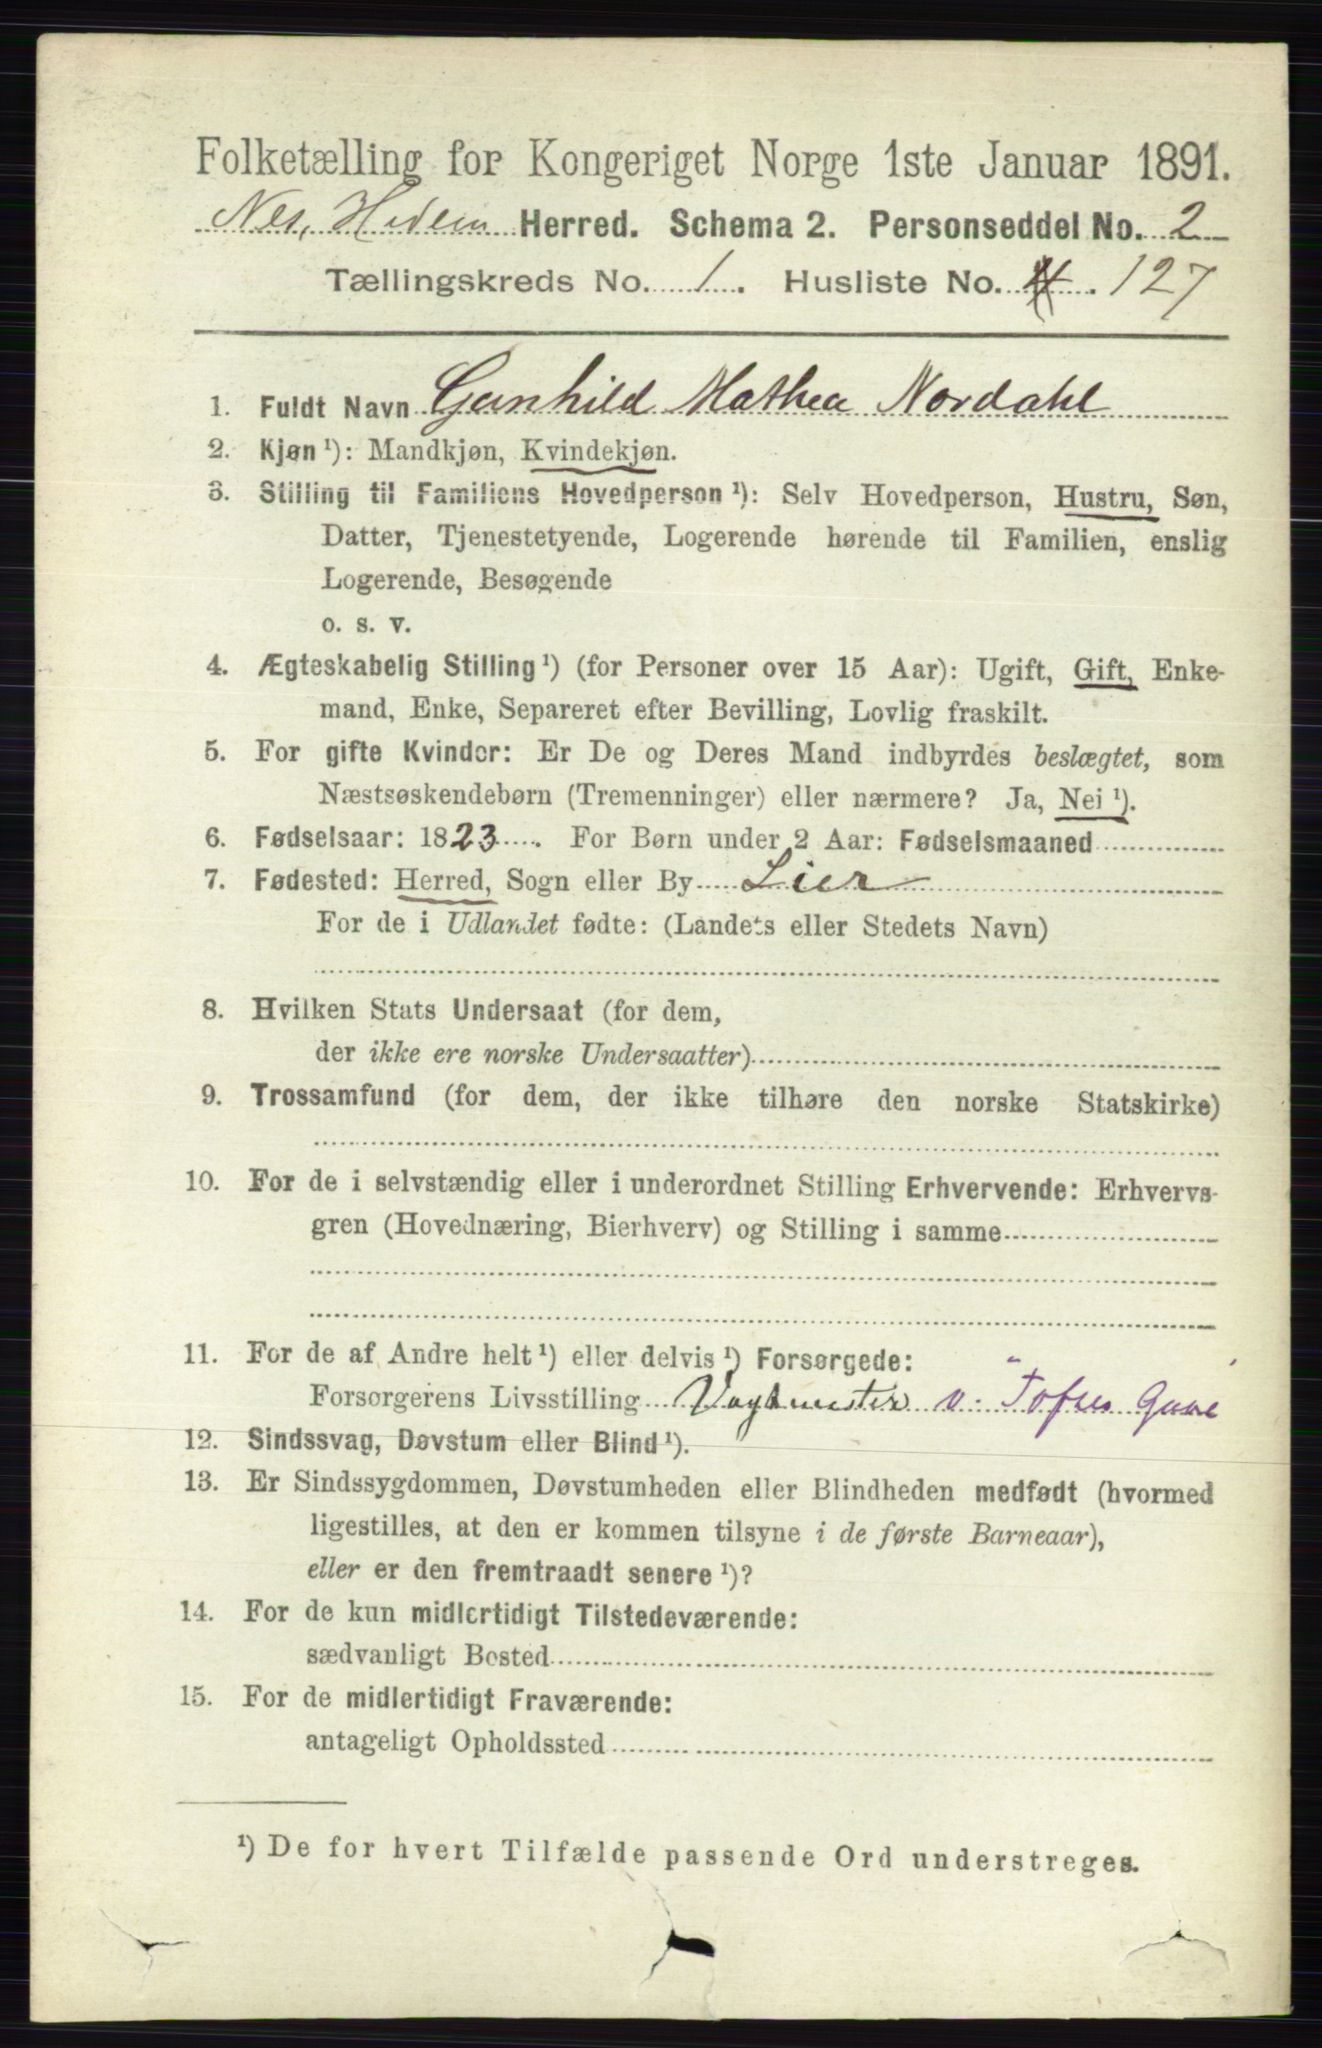 Folketælling for Kongeriget Norge 1ste Januar 1891.
Nes, Hedem Herred. Schema 2. Personseddel No. 2
Tællingskreds No. 1. Husliste No. 4. 127
1. Fuldt Navn Gunhild Mathea Nordahl
2. Kjøn ¹): Mandkjøn, Kvindekjøn.
3. Stilling til Familiens Hovedperson ¹): Selv Hovedperson, Hustru, Søn,
Datter, Tjenestetyende, Logerende hørende til Familien, enslig
Logerende, Besøgende
o. s. v.
4. Ægteskabelig Stilling ¹) (for Personer over 15 Aar): Ugift, Gift, Enke-
mand, Enke, Separeret efter Bevilling, Lovlig fraskilt.
5. For gifte Kvinder: Er De og Deres Mand indbyrdes beslægtet, som
Næstsøskendebørn (Tremenninger) eller nærmere? Ja, Nei ¹).
6. Fødselsaar: 1823. For Børn under 2 Aar: Fødselsmaaned
7. Fødested: Herred, Sogn eller By Lier
For de i Udlandet fødte: (Landets eller Stedets Navn)
8. Hvilken Stats Undersaat (for dem,
der ikke ere norske Undersaatter)
9. Trossamfund (for dem, der ikke tilhøre den norske Statskirke)
10. For de i selvstændig eller i underordnet Stilling Erhvervende: Erhvervs-
gren (Hovednæring, Bierhverv) og Stilling i samme
11. For de af Andre helt ¹) eller delvis ¹) Forsørgede:
Forsørgerens Livsstilling Vagtmester v. Toftes Gave
12. Sindssvag, Døvstum eller Blind ¹).
13. Er Sindssygdommen, Døvstumheden eller Blindheden medfødt (hvormed
ligestilles, at den er kommen tilsyne i de første Barneaar),
eller er den fremtraadt senere ¹)?
14. For de kun midlertidigt Tilstedeværende:
sædvanligt Bosted
15. For de midlertidigt Fraværende:
antageligt Opholdssted
¹) De for hvert Tilfælde passende Ord understreges.